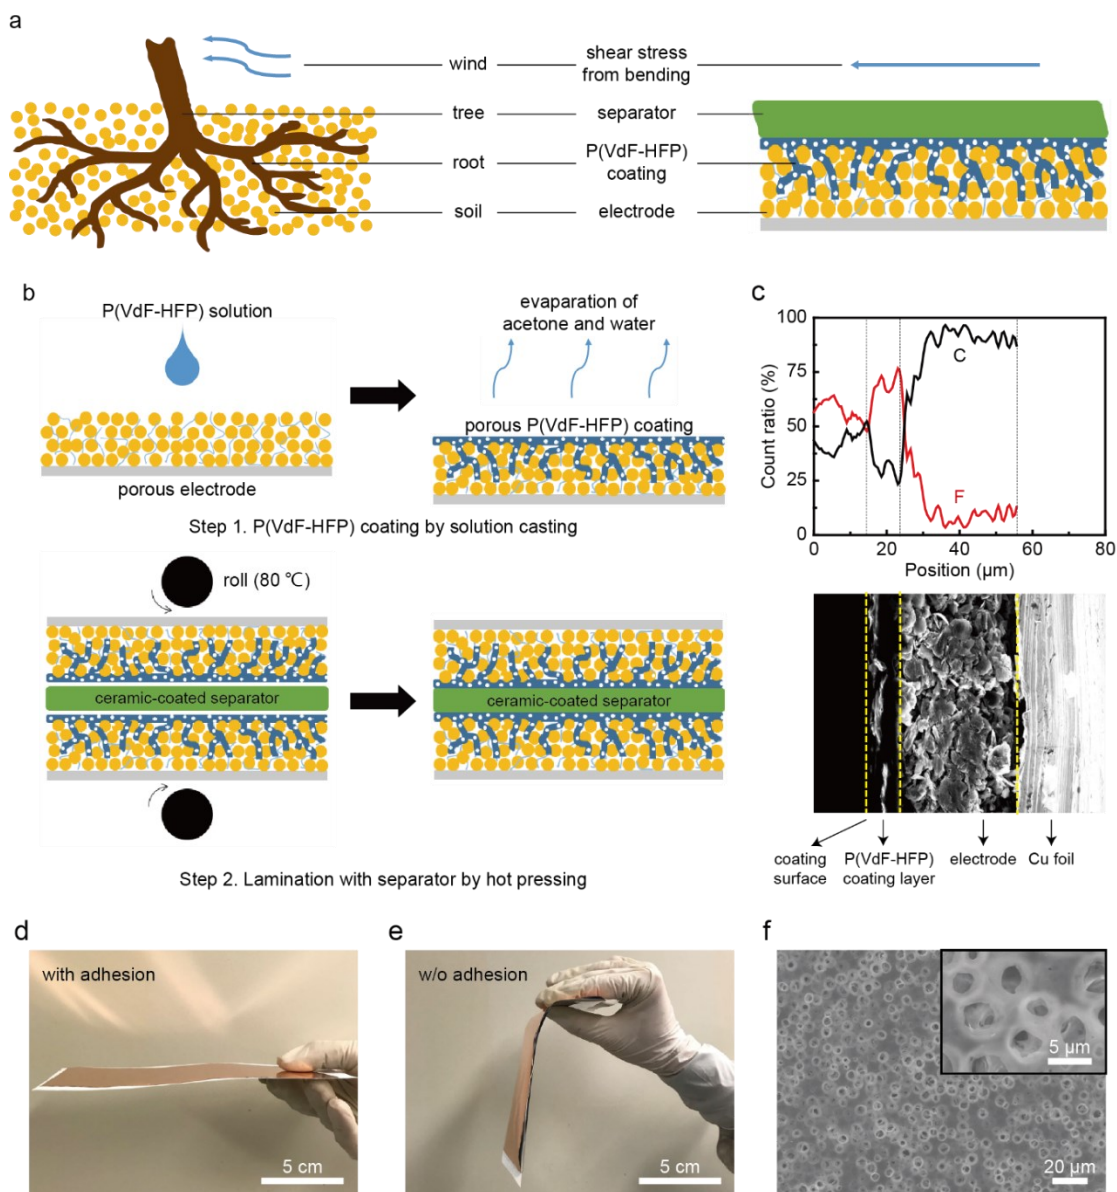 a
wind
shear stress
from bending
tree
separator
root
P(VdF-HFP)
coating
soil
electrode
b
P(VdF-HFP) solution
evaparation of
acetone and water
porous P(VdF-HFP) coating
porous electrode
Step 1. P(VdF-HFP) coating by solution casting
roll (80 ℃)
ceramic-coated separator
ceramic-coated separator
Step 2. Lamination with separator by hot pressing
c
100
75
50
25
0
Count ratio (%)
C
F
0 20 40 60 80
Position (µm)
coating
surface
P(VdF-HFP)
coating layer
electrode
Cu foil
d
with adhesion
5 cm
e
w/o adhesion
5 cm
f
5 µm
20 µm